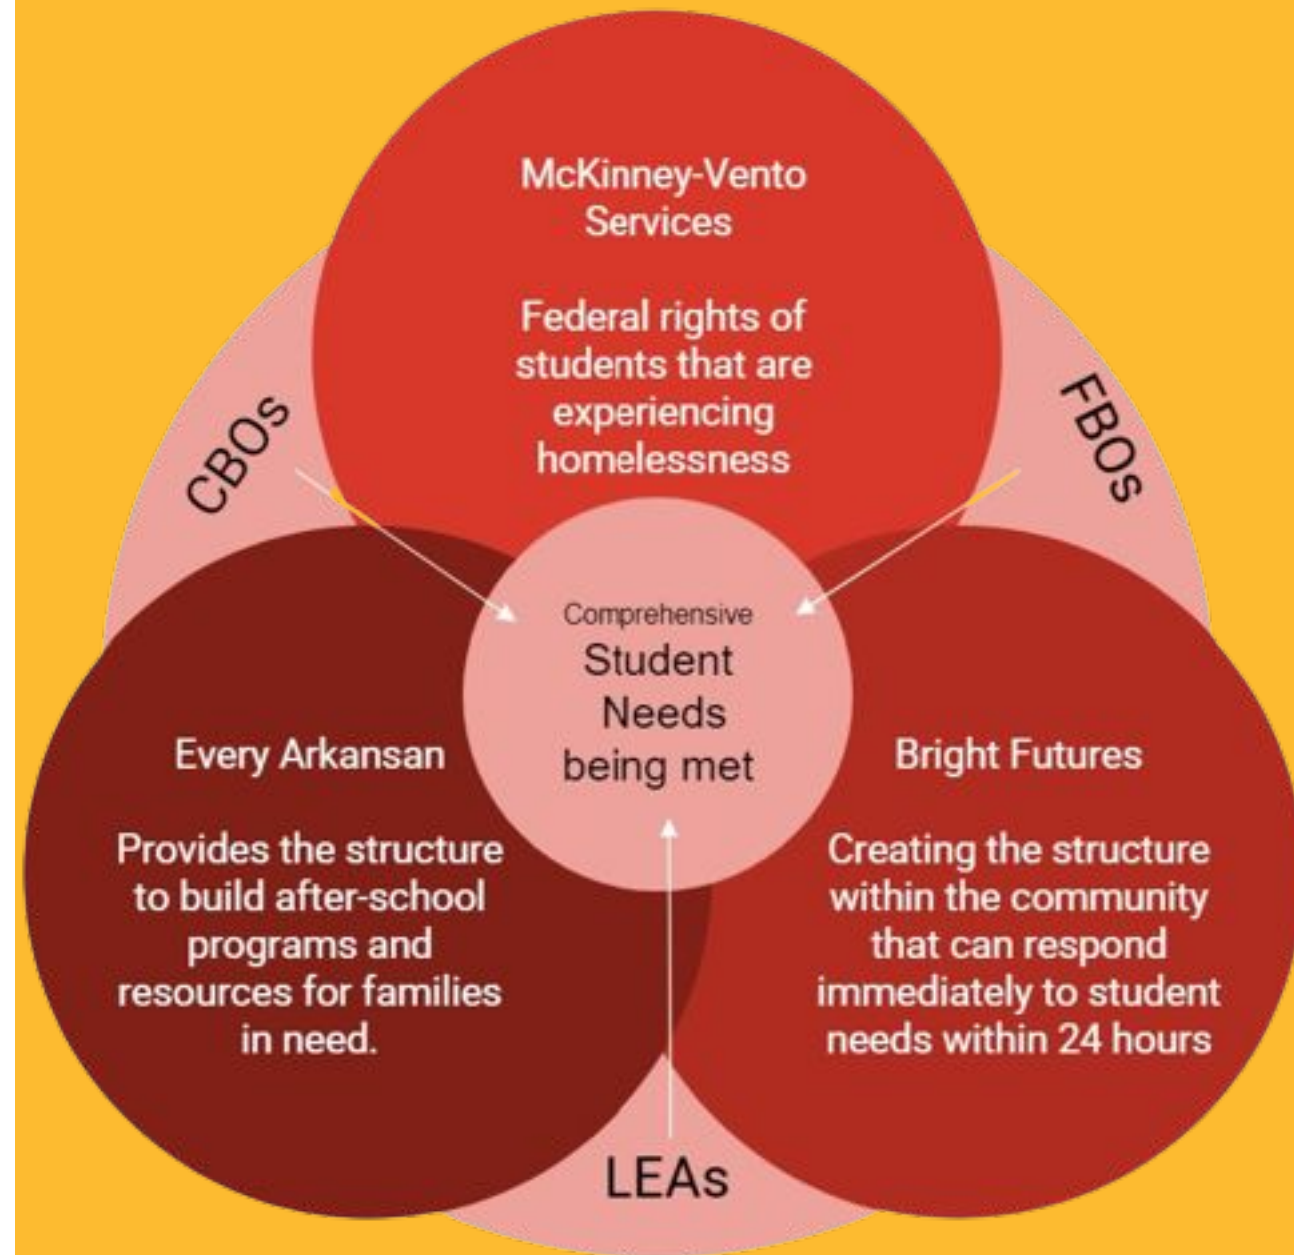 McKinney-Vento
Services
Federal rights of
students that are
experiencing
homelessness
CBOs
FBOs
Comprehensive
Student
Needs
being met
Every Arkansan
Provides the structure
to build after-school
programs and
resources for families
in need.
Bright Futures
Creating the structure
within the community
that can respond
immediately to student
needs within 24 hours
LEAs